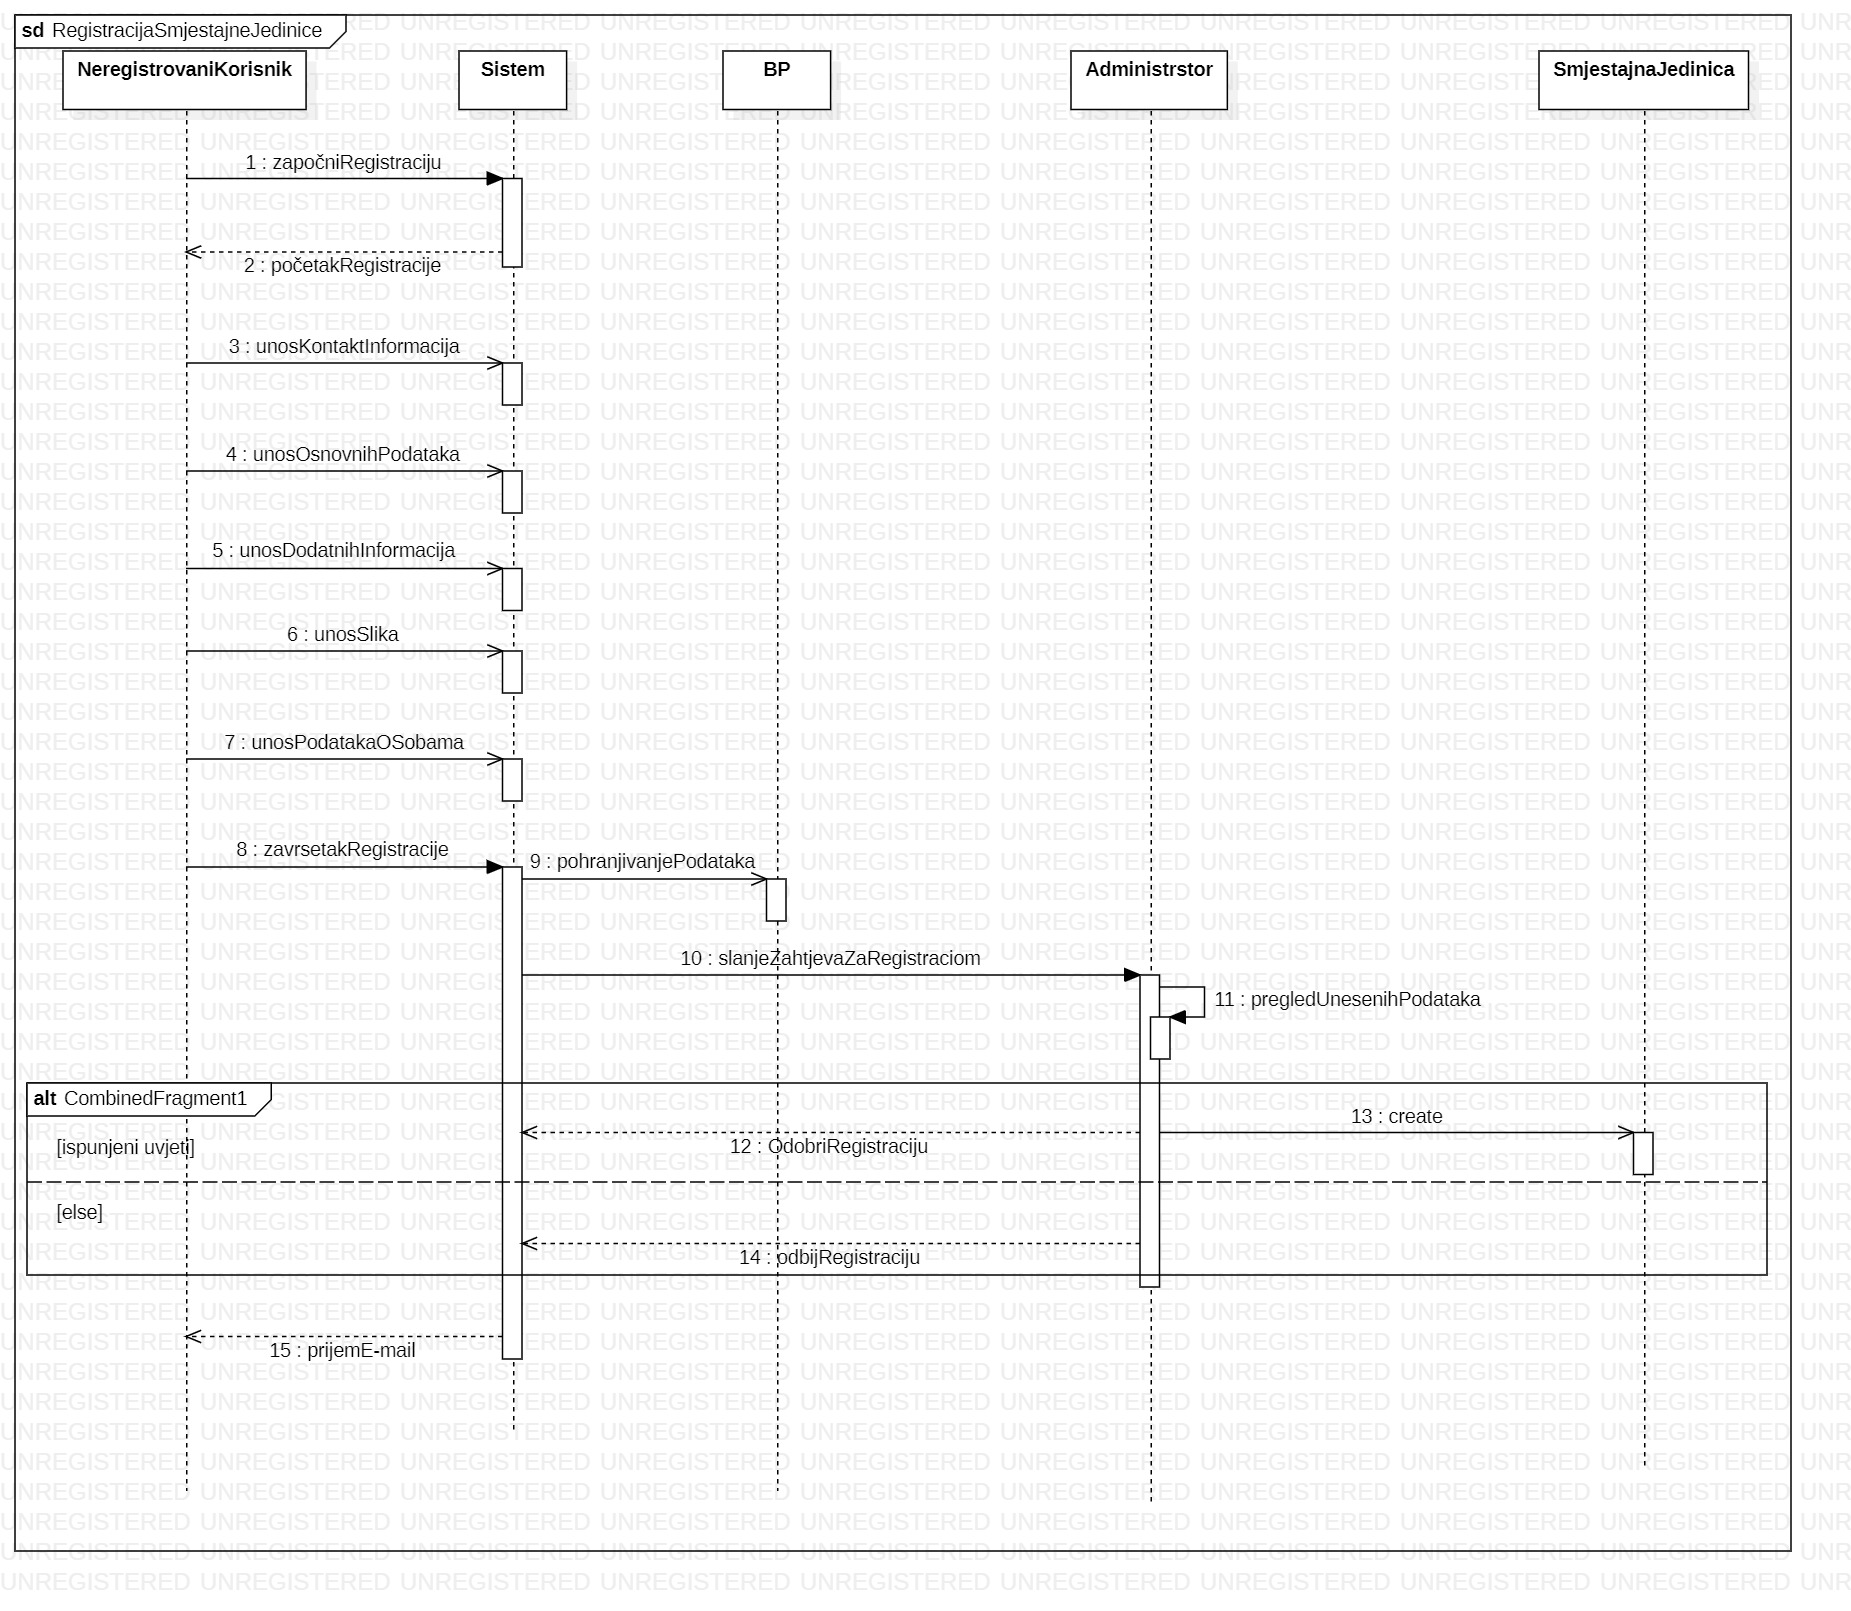 sd RegistracijaSmjestajneJedinice
NeregistrovaniKorisnik
Sistem
BP
Administrstor
SmjestajnaJedinica
1 : započniRegistraciju
2 : početakRegistracije
3 : unosKontaktInformacija
4 : unosOsnovnihPodataka
5 : unosDodatnihInformacija
6 : unosSlika
7 : unosPodatakaOSobama
8 : zavrsetakRegistracije
9 : pohranjivanjePodataka
10 : slanjeZahtjevaZaRegistraciom
11 : pregledUnesenihPodataka
alt CombinedFragment1
13 : create
[ispunjeni uvjeti]
12 : OdobriRegistraciju
[else]
14 : odbijRegistraciju
15 : prijemE-mail
UNREGISTERED